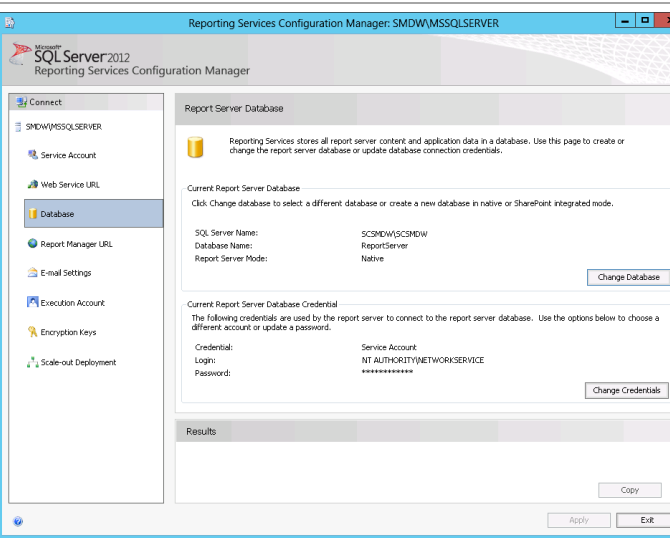 Reporting Services Configuration Manager: SMDW\MSSQLSERVER
Microsoft
SQL Server 2012
Reporting Services Configuration Manager
Connect
SMDW\MSSQLSERVER
Service Account
Web Service URL
Database
Report Manager URL
E-mail Settings
Execution Account
Encryption Keys
Scale-out Deployment
Report Server Database
Reporting Services stores all report server content and application data in a database. Use this page to create or
change the report server database or update database connection credentials.
Current Report Server Database
Click Change database to select a different database or create a new database in native or SharePoint integrated mode.
SQL Server Name: SCSMDW\SCSMDW
Database Name: ReportServer
Report Server Mode: Native
Change Database
Current Report Server Database Credential
The following credentials are used by the report server to connect to the report server database. Use the options below to choose a
different account or update a password.
Credential: Service Account
Login: NT AUTHORITY\NETWORKSERVICE
Password: ************
Change Credentials
Results
Copy
Apply
Exit